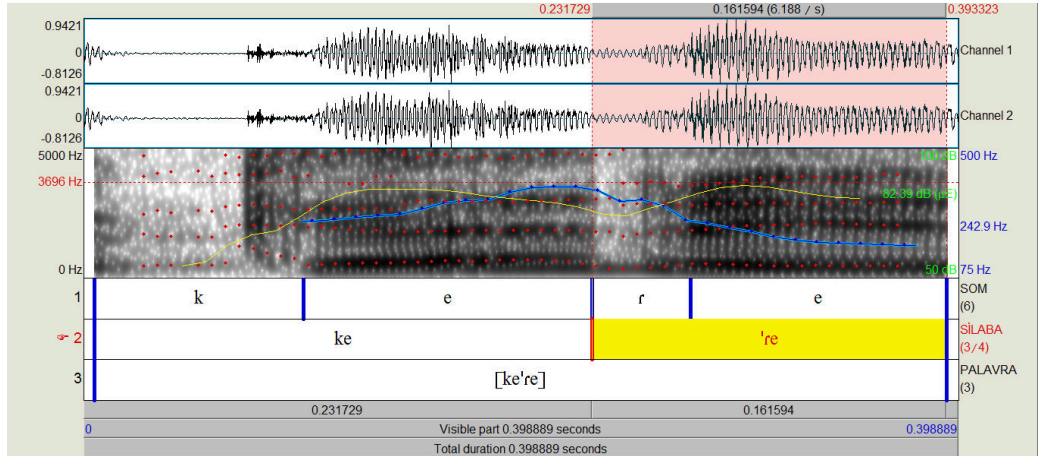 0.231729 0.161594 (6.188 / s) 0.393323
0.9421
0
-0.8126
Channel 1
0.9421
0
-0.8126
Channel 2
5000 Hz 500 Hz
3696 Hz 82.39 dB (µE)
242.9 Hz
0 Hz 50 dB 75 Hz
1 k e ɾ e SOM
(6)
☞ 2 ke 'ɾe SÍLABA
(3/4)
3 [ke'ɾe] PALAVRA
(3)
0.231729 0.161594
0 Visible part 0.398889 seconds 0.398889
Total duration 0.398889 seconds